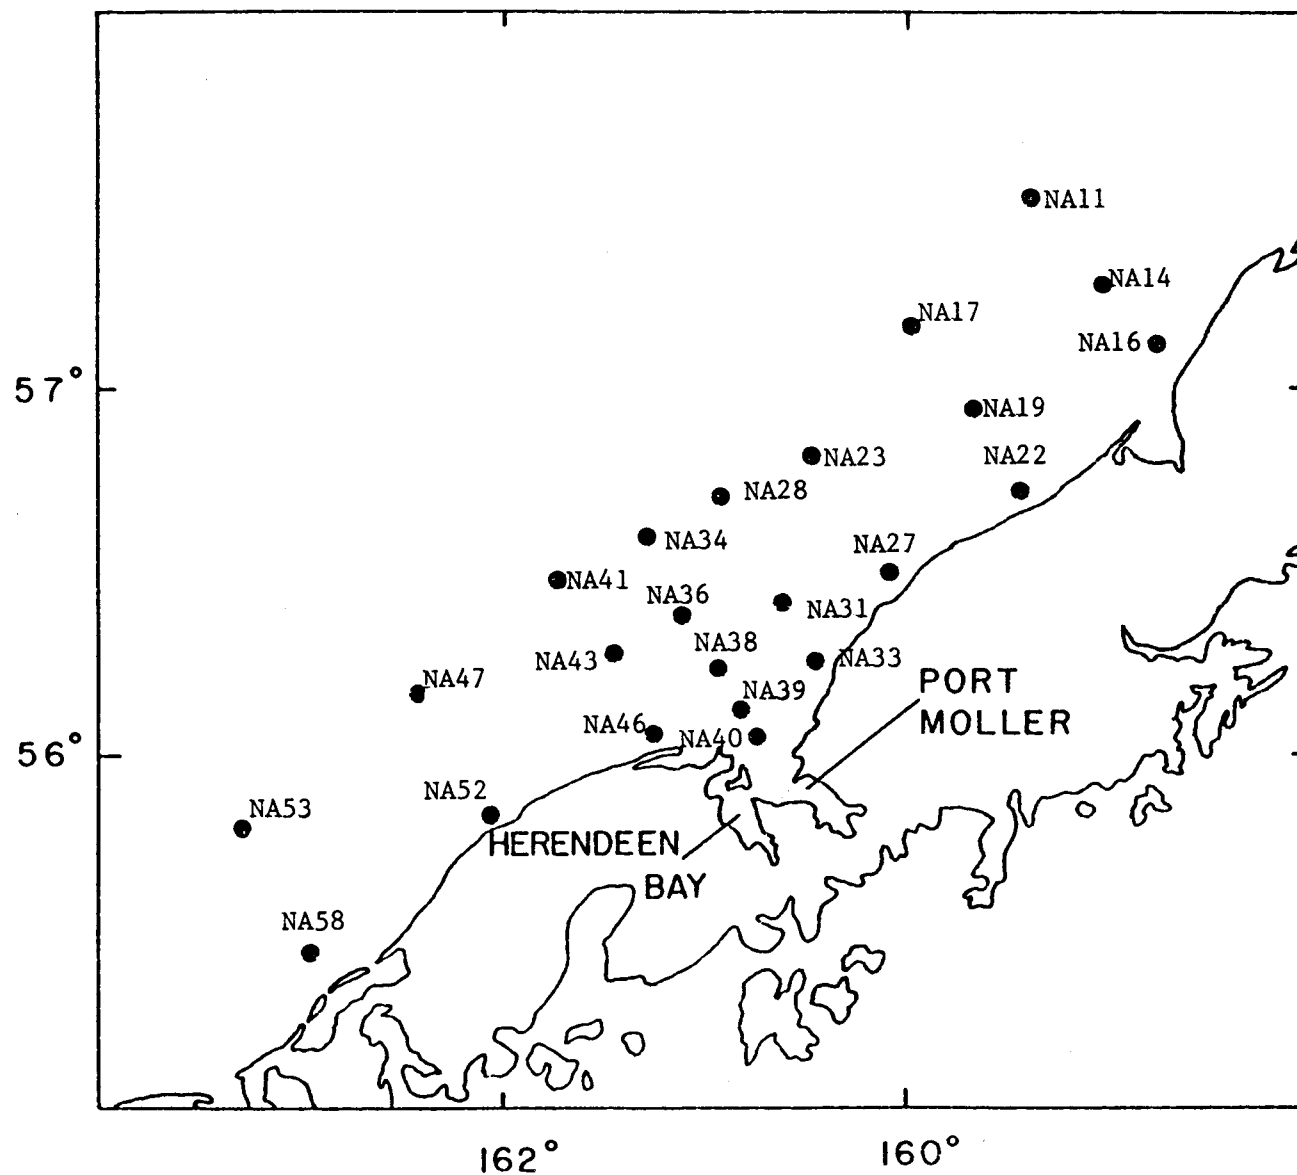 NA11
NA14
NA17
NA16
57°
NA19
NA23
NA22
NA28
NA34
NA27
NA41
NA36
NA31
NA38
NA43
NA33
NA47
NA39
PORT
MOLLER
NA46
NA40
56°
NA52
NA53
HERENDEEN
BAY
NA58
162°
160°